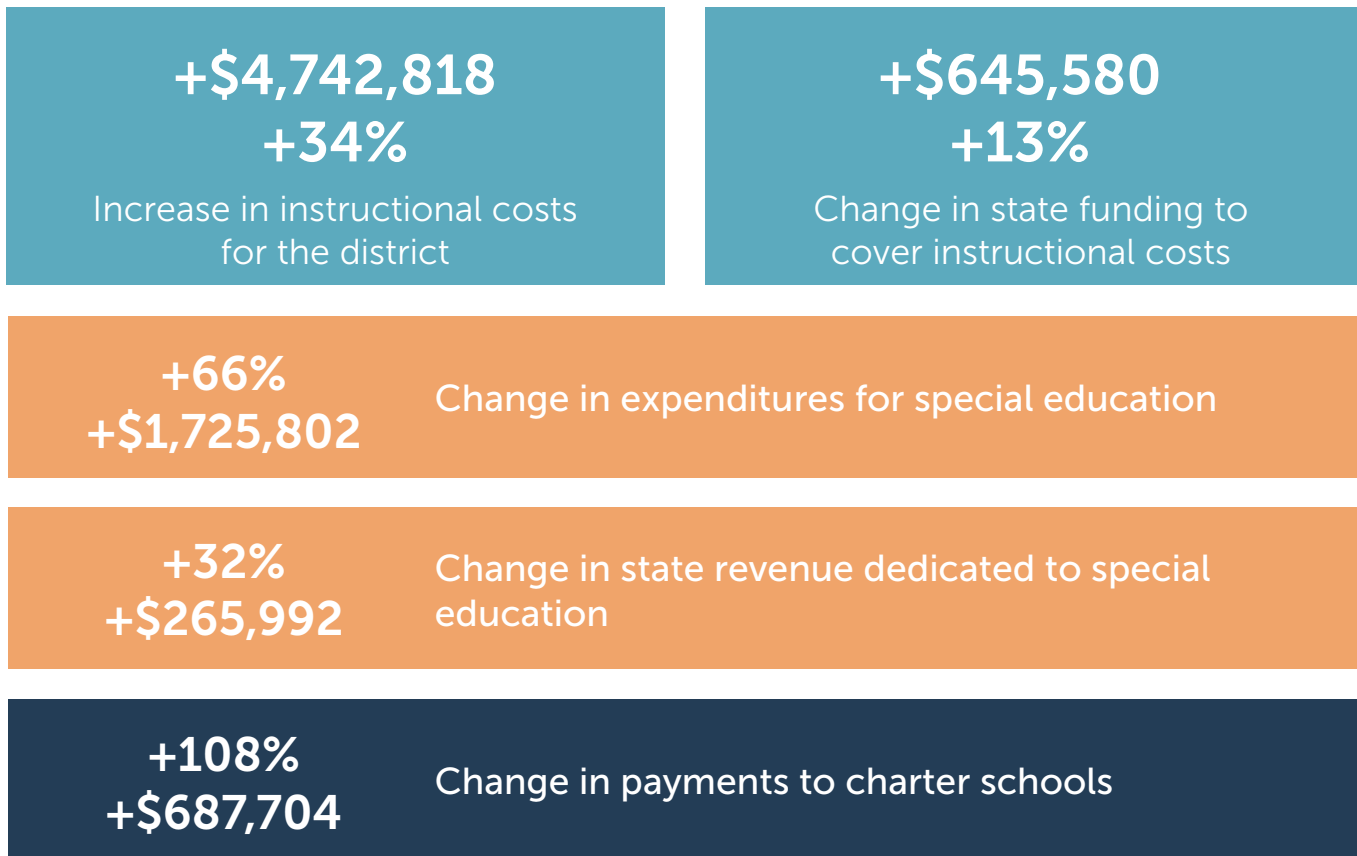 +$4,742,818
+34%
Increase in instructional costs
for the district
+$645,580
+13%
Change in state funding to
cover instructional costs
+66%
+$1,725,802
Change in expenditures for special education
+32%
+$265,992
Change in state revenue dedicated to special
education
+108%
+$687,704
Change in payments to charter schools